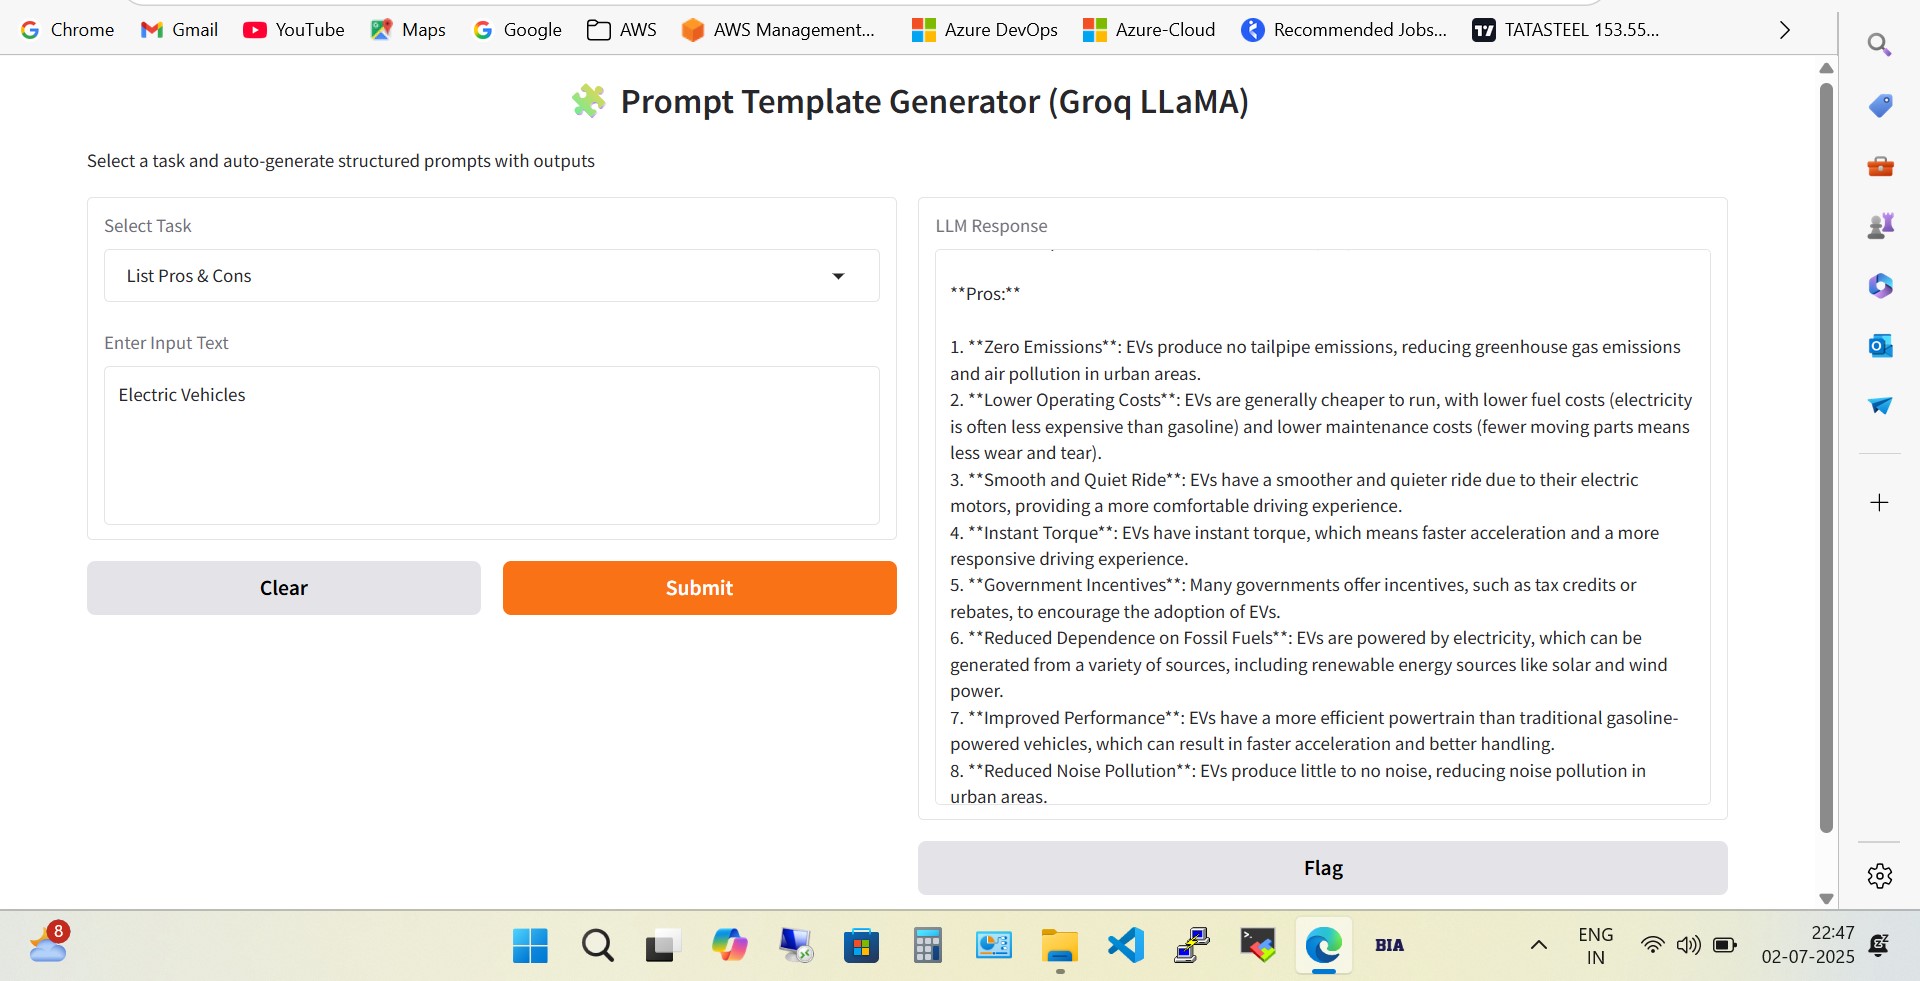 Chrome
Gmail
YouTube
Maps
Google
AWS
AWS Management...
Azure DevOps
Azure-Cloud
Recommended Jobs...
TATASTEEL 153.55...
Prompt Template Generator (Groq LLaMA)
Select a task and auto-generate structured prompts with outputs
Select Task
List Pros & Cons
Enter Input Text
Electric Vehicles
Clear
Submit
LLM Response
**Pros:**
1. **Zero Emissions**: EVs produce no tailpipe emissions, reducing greenhouse gas emissions
and air pollution in urban areas.
2. **Lower Operating Costs**: EVs are generally cheaper to run, with lower fuel costs (electricity
is often less expensive than gasoline) and lower maintenance costs (fewer moving parts means
less wear and tear).
3. **Smooth and Quiet Ride**: EVs have a smoother and quieter ride due to their electric
motors, providing a more comfortable driving experience.
4. **Instant Torque**: EVs have instant torque, which means faster acceleration and a more
responsive driving experience.
5. **Government Incentives**: Many governments offer incentives, such as tax credits or
rebates, to encourage the adoption of EVs.
6. **Reduced Dependence on Fossil Fuels**: EVs are powered by electricity, which can be
generated from a variety of sources, including renewable energy sources like solar and wind
power.
7. **Improved Performance**: EVs have a more efficient powertrain than traditional gasoline-
powered vehicles, which can result in faster acceleration and better handling.
8. **Reduced Noise Pollution**: EVs produce little to no noise, reducing noise pollution in
urban areas.
Flag
8
BIA
ENG
IN
22:47
02-07-2025